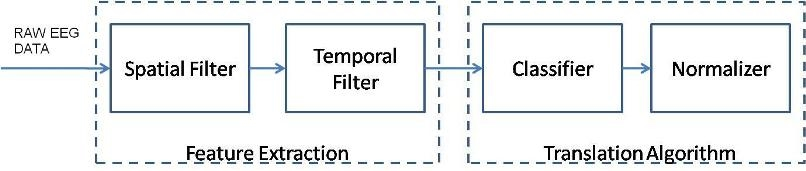 RAW EEG
DATA
Spatial Filter
Temporal
Filter
Classifier
Normalizer
Feature Extraction
Translation Algorithm